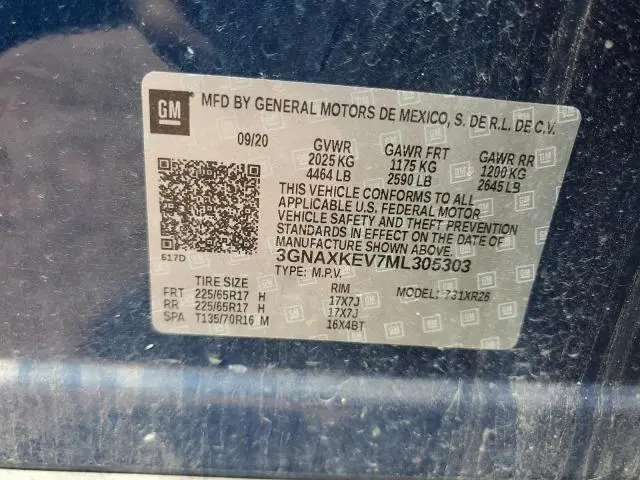 GM MFD BY GENERAL MOTORS DE MEXICO, S. DE R.L. DE C.V.
09/20 GVWR GAWR FRT GAWR RR
2025 KG 1175 KG 1200 KG
4464 LB 2590 LB 2645 LB
THIS VEHICLE CONFORMS TO ALL
APPLICABLE U.S. FEDERAL MOTOR
VEHICLE SAFETY AND THEFT PREVENTION
STANDARDS IN EFFECT ON THE DATE OF
MANUFACTURE SHOWN ABOVE.
617D 3GNAXKEV7ML305303
TYPE: M.P.V.
TIRE SIZE RIM MODEL: 731XR26
FRT 225/65R17 H 17X7J
RR 225/65R17 H 17X7J
SPA T135/70R16 M 16X4BT